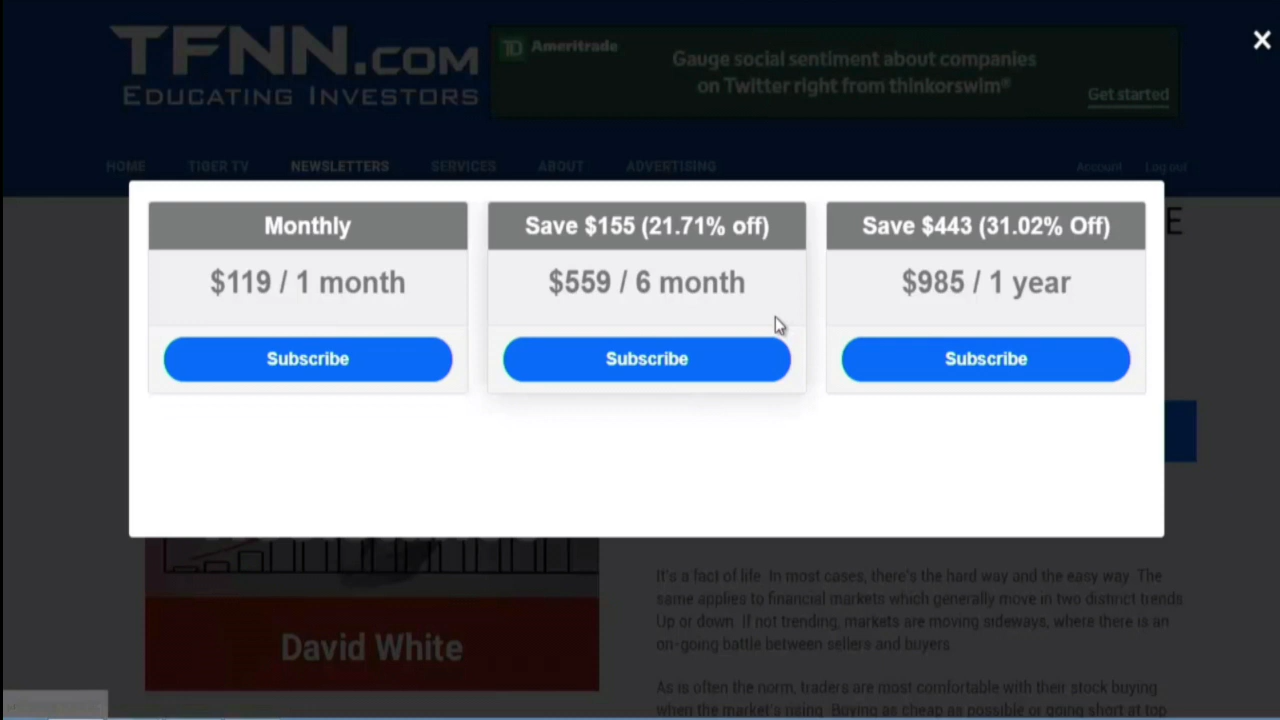 TFNN.COM
EDUCATING INVESTORS
TD Ameritrade
Gauge social sentiment about companies
on Twitter right from thinkorswim®
Get started
HOME TIGER TV NEWSLETTERS SERVICES ABOUT ADVERTISING Account Log out
E
Monthly
$119 / 1 month
Subscribe
Save $155 (21.71% off)
$559 / 6 month
Subscribe
Save $443 (31.02% Off)
$985 / 1 year
Subscribe
David White
It's a fact of life. In most cases, there's the hard way and the easy way. The
same applies to financial markets which generally move in two distinct trends
Up or down. If not trending, markets are moving sideways, where there is an
on-going battle between sellers and buyers
As is often the norm, traders are most comfortable with their stock buying
when the market's rising. Buying as cheap as possible or going short at top